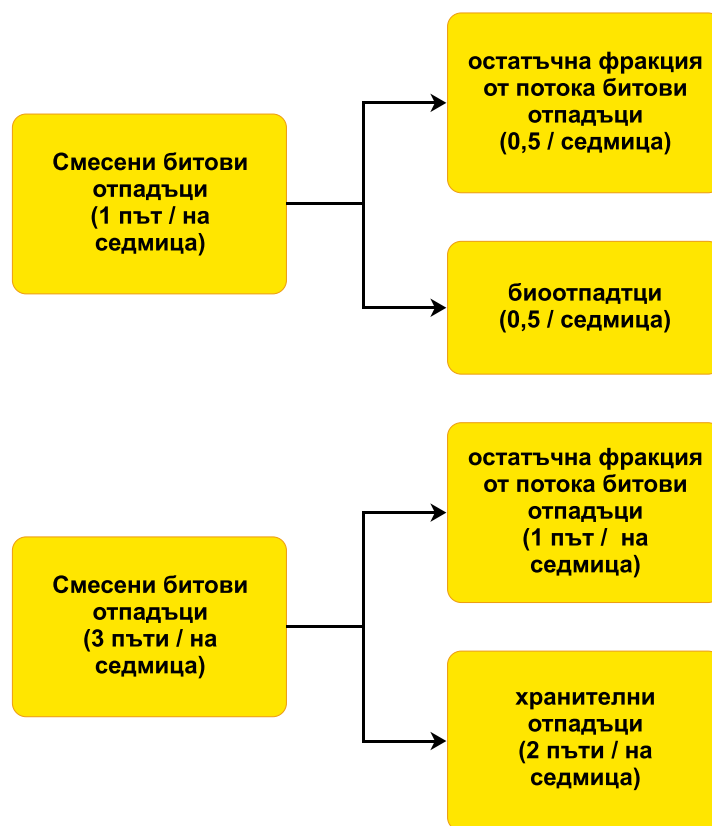 Смесени битови
отпадъци
(1 път / на
седмица)
остатъчна фракция
от потока битови
отпадъци
(0,5 / седмица)
биоотпадтци
(0,5 / седмица)
Смесени битови
отпадъци
(3 пъти / на
седмица)
остатъчна фракция
от потока битови
отпадъци
(1 път /  на
седмица)
хранителни
отпадъци
(2 пъти / на
седмица)